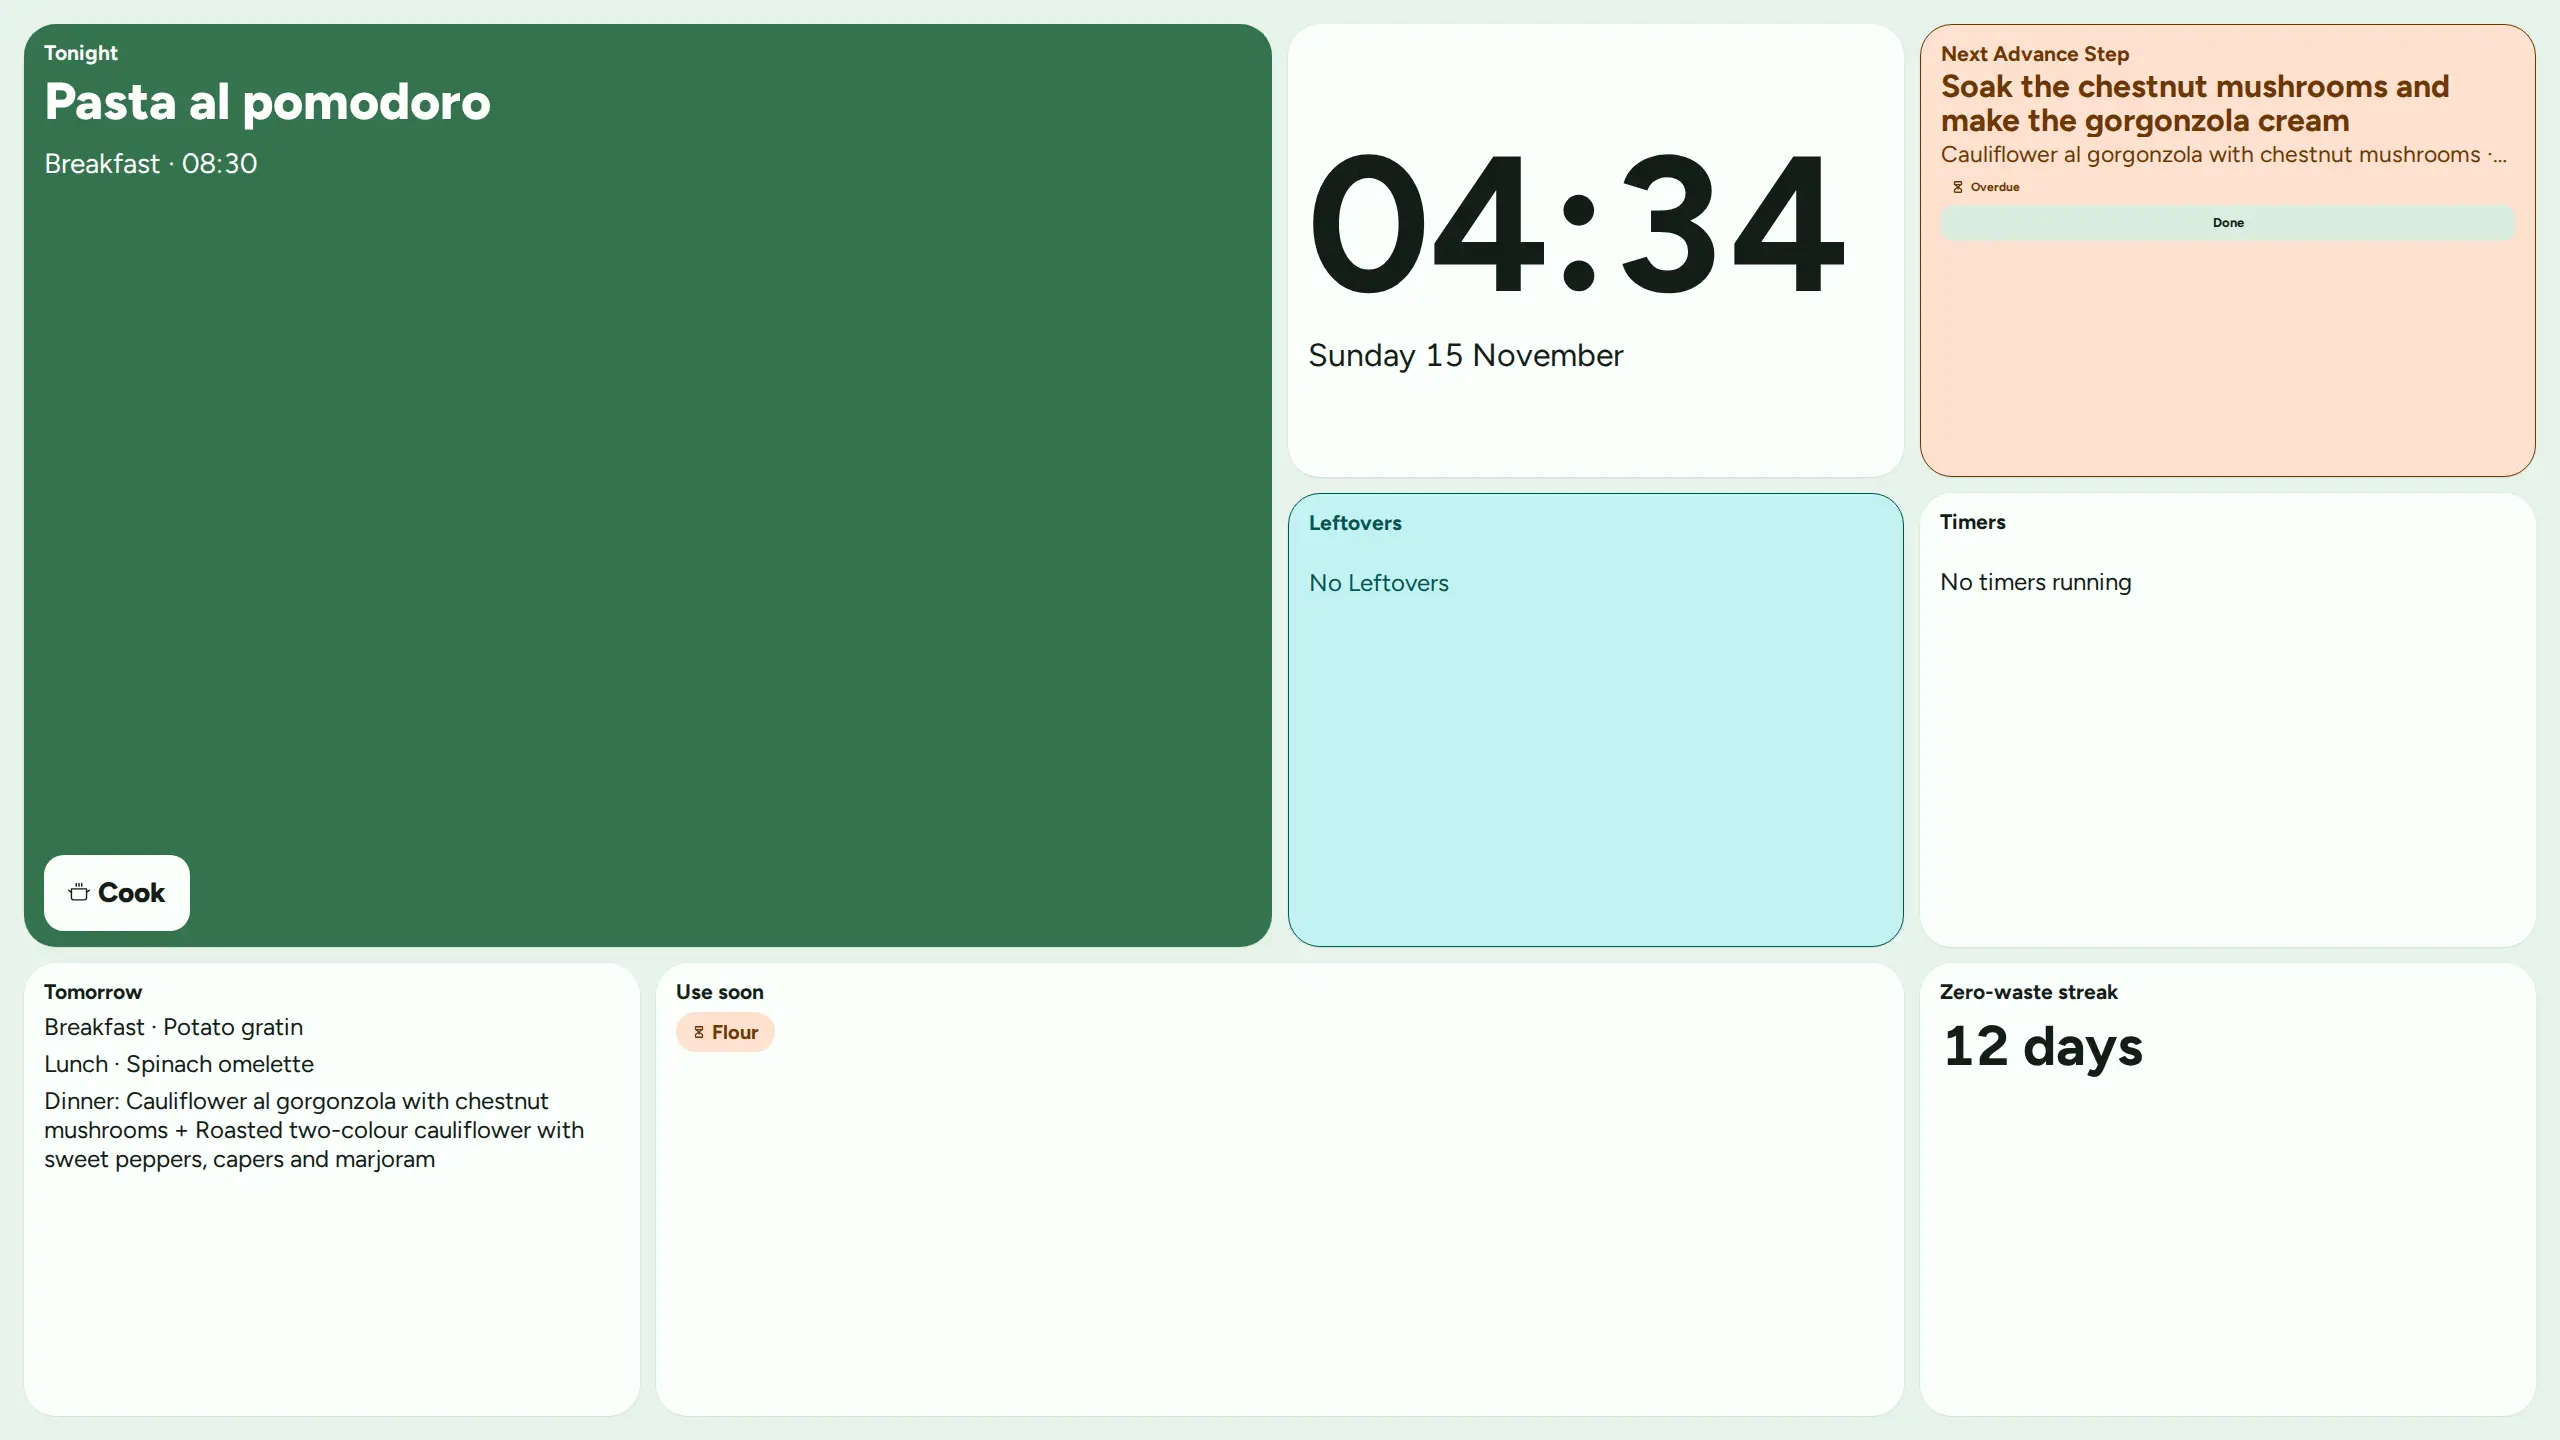 Tonight
Pasta al pomodoro
Breakfast · 08:30
Cook
04:34
Sunday 15 November
Next Advance Step
Soak the chestnut mushrooms and
make the gorgonzola cream
Cauliflower al gorgonzola with chestnut mushrooms ·...
Overdue
Done
Leftovers
No Leftovers
Timers
No timers running
Tomorrow
Breakfast · Potato gratin
Lunch · Spinach omelette
Dinner: Cauliflower al gorgonzola with chestnut
mushrooms + Roasted two-colour cauliflower with
sweet peppers, capers and marjoram
Use soon
Flour
Zero-waste streak
12 days